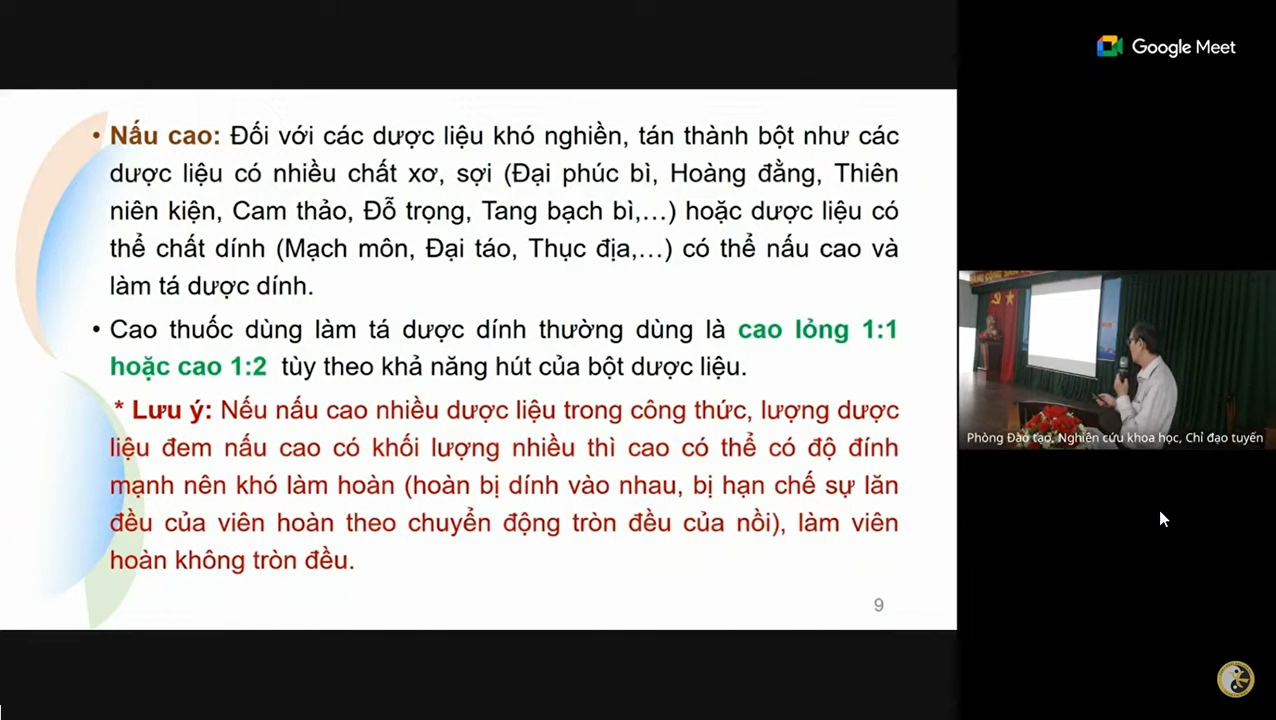 Google Meet
• Nấu cao: Đối với các dược liệu khó nghiền, tán thành bột như các
dược liệu có nhiều chất xơ, sợi (Đại phúc bì, Hoàng đằng, Thiên
niên kiện, Cam thảo, Đỗ trọng, Tang bạch bì,…) hoặc dược liệu có
thể chất dính (Mạch môn, Đại táo, Thục địa,…) có thể nấu cao và
làm tá dược dính.
• Cao thuốc dùng làm tá dược dính thường dùng là cao lỏng 1:1
hoặc cao 1:2 tùy theo khả năng hút của bột dược liệu.
* Lưu ý: Nếu nấu cao nhiều dược liệu trong công thức, lượng dược
liệu đem nấu cao có khối lượng nhiều thì cao có thể có độ đính
mạnh nên khó làm hoàn (hoàn bị dính vào nhau, bị hạn chế sự lăn
đều của viên hoàn theo chuyển động tròn đều của nồi), làm viên
hoàn không tròn đều.
9
Phòng Đào tạo, Nghiên cứu khoa học, Chỉ đạo tuyến